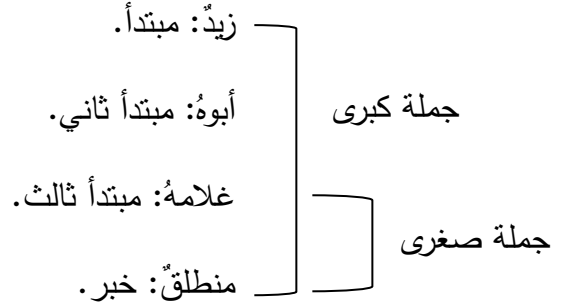 زيدٌ: مبتدأ.
أبوهُ: مبتدأ ثاني.
جملة كبرى
غلامهُ: مبتدأ ثالث.
جملة صغرى
منطلقٌ: خبر.